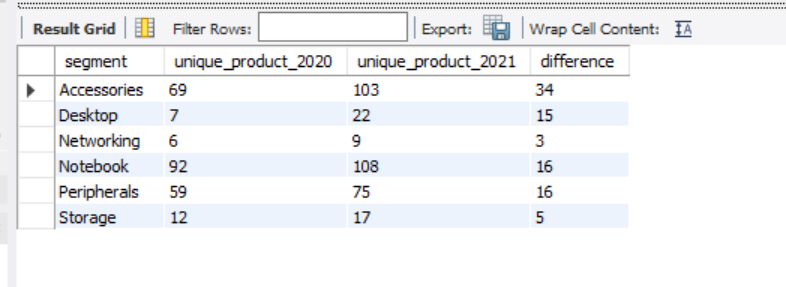 Result Grid Filter Rows: Export: Wrap Cell Content: IA
segment unique_product_2020 unique_product_2021 difference
Accessories 69 103 34
Desktop 7 22 15
Networking 6 9 3
Notebook 92 108 16
Peripherals 59 75 16
Storage 12 17 5